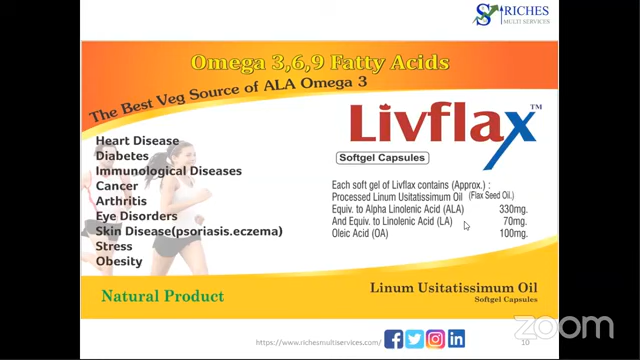 S RICHES
MULTI SERVICES
Omega 3,6,9 Fatty Acids
The Best Veg Source of ALA Omega 3
Livflax™
Softgel Capsules
Heart Disease
Diabetes
Immunological Diseases
Cancer
Arthritis
Eye Disorders
Skin Disease(psoriasis.eczema)
Stress
Obesity
Each soft gel of Livflax contains (Approx.) :
Processed Linum Usitatissimum Oil (Flax Seed Oil.)
Equiv. to Alpha Linolenic Acid (ALA) 330mg.
And Equiv. to Linolenic Acid (LA) 70mg.
Oleic Acid (OA) 100mg.
Natural Product
Linum Usitatissimum Oil
Softgel Capsules
https://www.richesmultiservices.com/
10
zoom